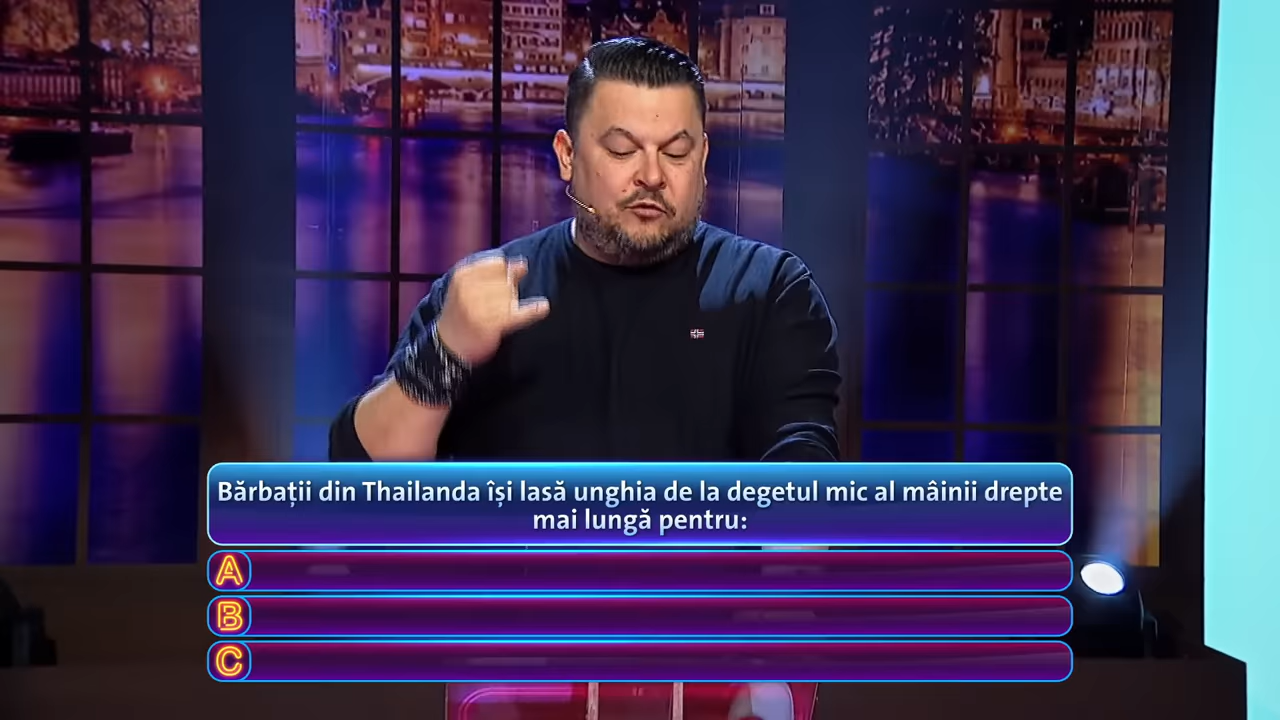 Bărbații din Thailanda își lasă unghia de la degetul mic al mâinii drepte
mai lungă pentru:
A
B
C